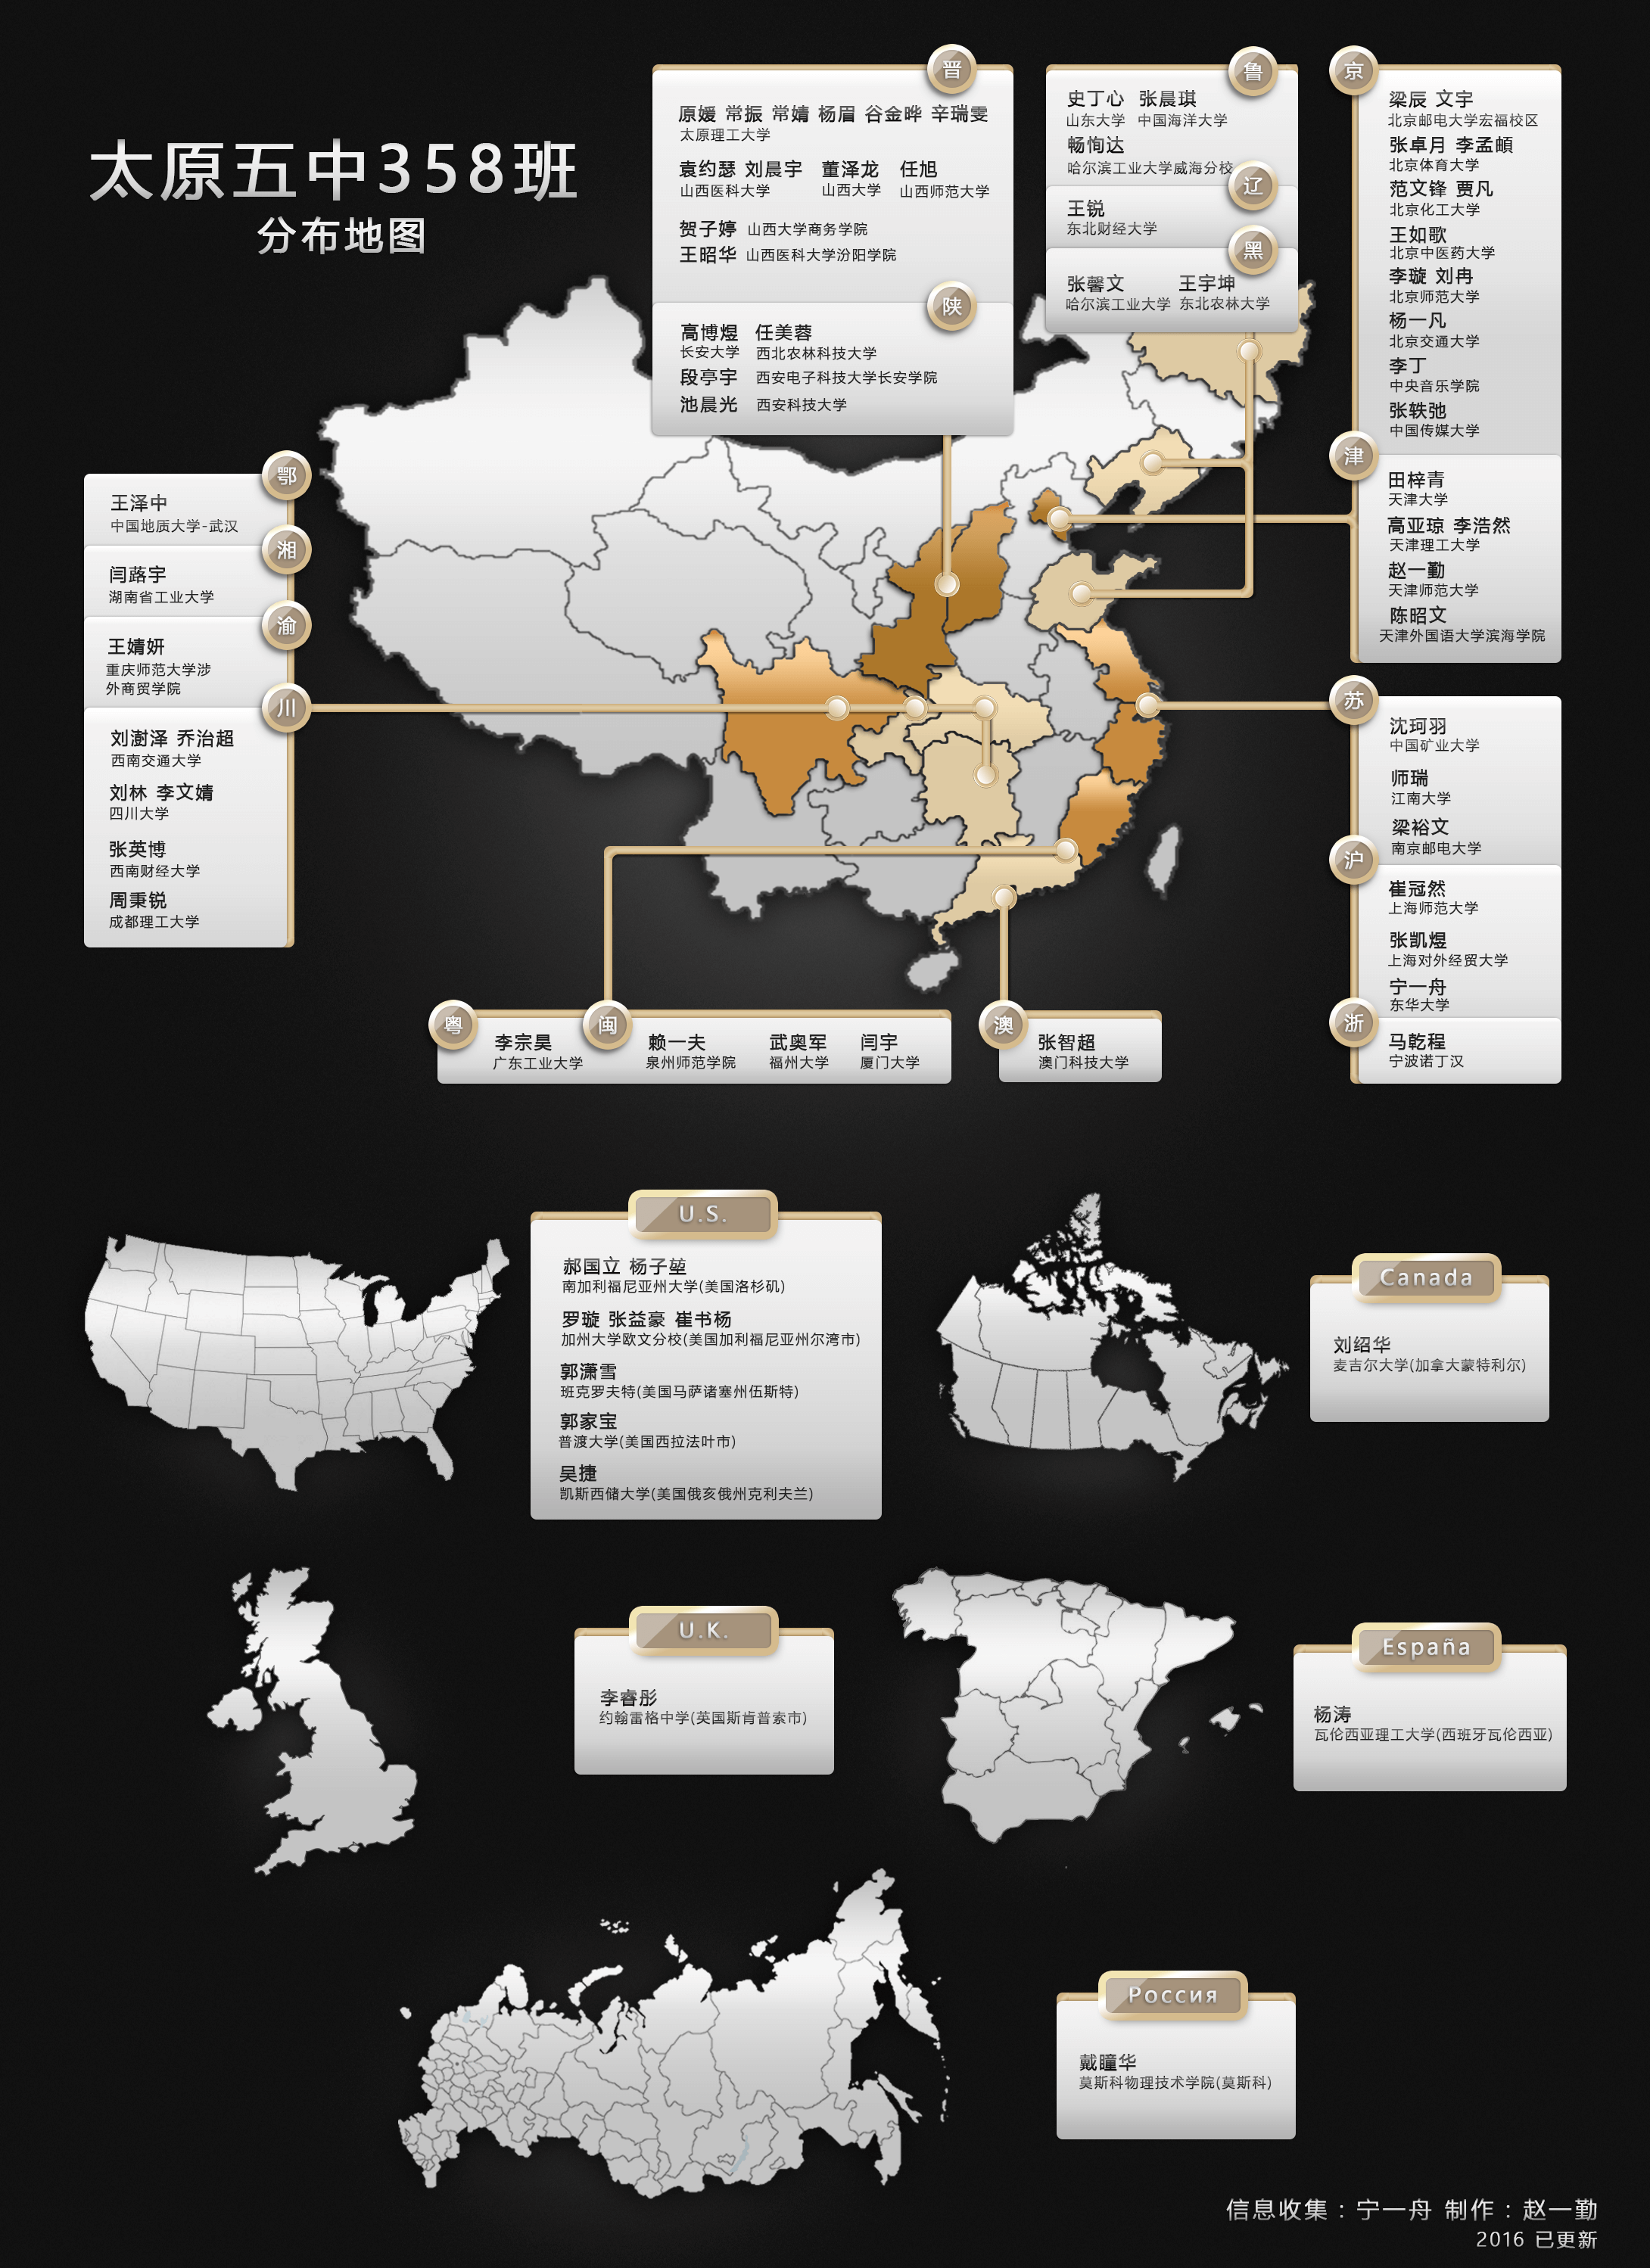 太原五中358班
分布地图
晋
原媛 常振 常婧 杨眉 谷金晔 辛瑞雯
太原理工大学
袁约瑟 刘晨宇 董泽龙 任旭
山西医科大学 山西大学 山西师范大学
贺子婷 山西大学商务学院
王昭华 山西医科大学汾阳学院
陕
高博煜 任美蓉
长安大学 西北农林科技大学
段亭宇 西安电子科技大学长安学院
池晨光 西安科技大学
鲁
史丁心 张晨琪
山东大学 中国海洋大学
畅恂达
哈尔滨工业大学威海分校
辽
王锐
东北财经大学
黑
张馨文 王宇坤
哈尔滨工业大学 东北农林大学
京
梁辰 文宇
北京邮电大学宏福校区
张卓月 李孟頔
北京体育大学
范文锋 贾凡
北京化工大学
王如歌
北京中医药大学
李璇 刘冉
北京师范大学
杨一凡
北京交通大学
李丁
中央音乐学院
张轶弛
中国传媒大学
津
田梓青
天津大学
高亚琼 李浩然
天津理工大学
赵一勤
天津师范大学
陈昭文
天津外国语大学滨海学院
鄂
王泽中
中国地质大学-武汉
湘
闫蕗宇
湖南省工业大学
渝
王婧妍
重庆师范大学涉
外商贸学院
川
刘澍泽 乔治超
西南交通大学
刘林 李文婧
四川大学
张英博
西南财经大学
周秉锐
成都理工大学
苏
沈珂羽
中国矿业大学
师瑞
江南大学
梁裕文
南京邮电大学
沪
崔冠然
上海师范大学
张凯煜
上海对外经贸大学
宁一舟
东华大学
浙
马乾程
宁波诺丁汉
粤
李宗昊
广东工业大学
闽
赖一夫 武奥军 闫宇
泉州师范学院 福州大学 厦门大学
澳
张智超
澳门科技大学
U.S.
郝国立 杨子堃
南加利福尼亚州大学(美国洛杉矶)
罗璇 张益豪 崔书杨
加州大学欧文分校(美国加利福尼亚州尔湾市)
郭潇雪
班克罗夫特(美国马萨诸塞州伍斯特)
郭家宝
普渡大学(美国西拉法叶市)
吴捷
凯斯西储大学(美国俄亥俄州克利夫兰)
Canada
刘绍华
麦吉尔大学(加拿大蒙特利尔)
U.K.
李睿彤
约翰雷格中学(英国斯肯普索市)
España
杨涛
瓦伦西亚理工大学(西班牙瓦伦西亚)
Россия
戴瞳华
莫斯科物理技术学院(莫斯科)
信息收集：宁一舟 制作：赵一勤
2016 已更新